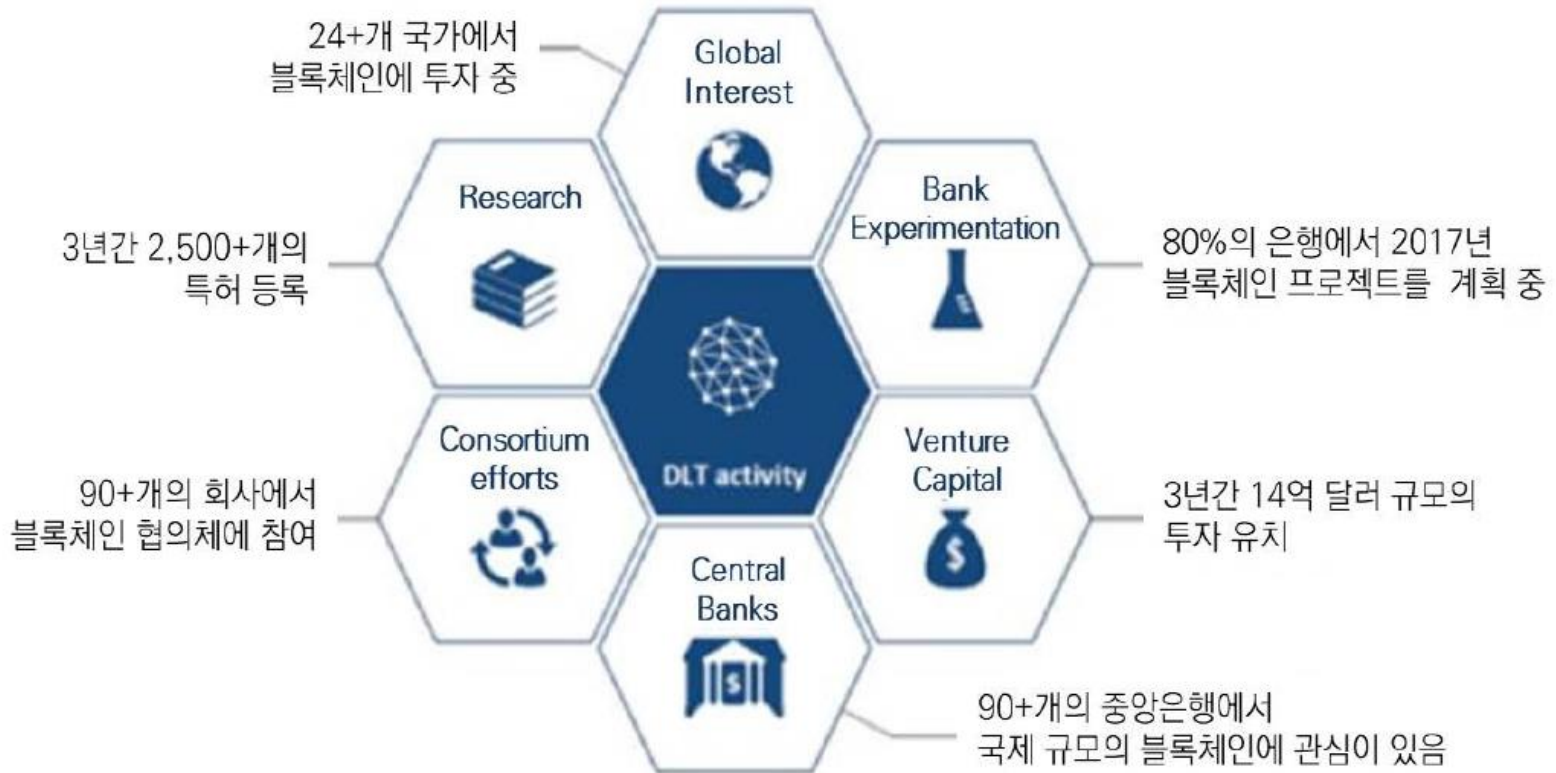 24+개 국가에서
블록체인에 투자 중
Global
Interest
Research
3년간 2,500+개의
특허 등록
Bank
Experimentation
80%의 은행에서 2017년
블록체인 프로젝트를 계획 중
DLT activity
Consortium
efforts
90+개의 회사에서
블록체인 협의체에 참여
Venture
Capital
$
3년간 14억 달러 규모의
투자 유치
Central
Banks
$
90+개의 중앙은행에서
국제 규모의 블록체인에 관심이 있음